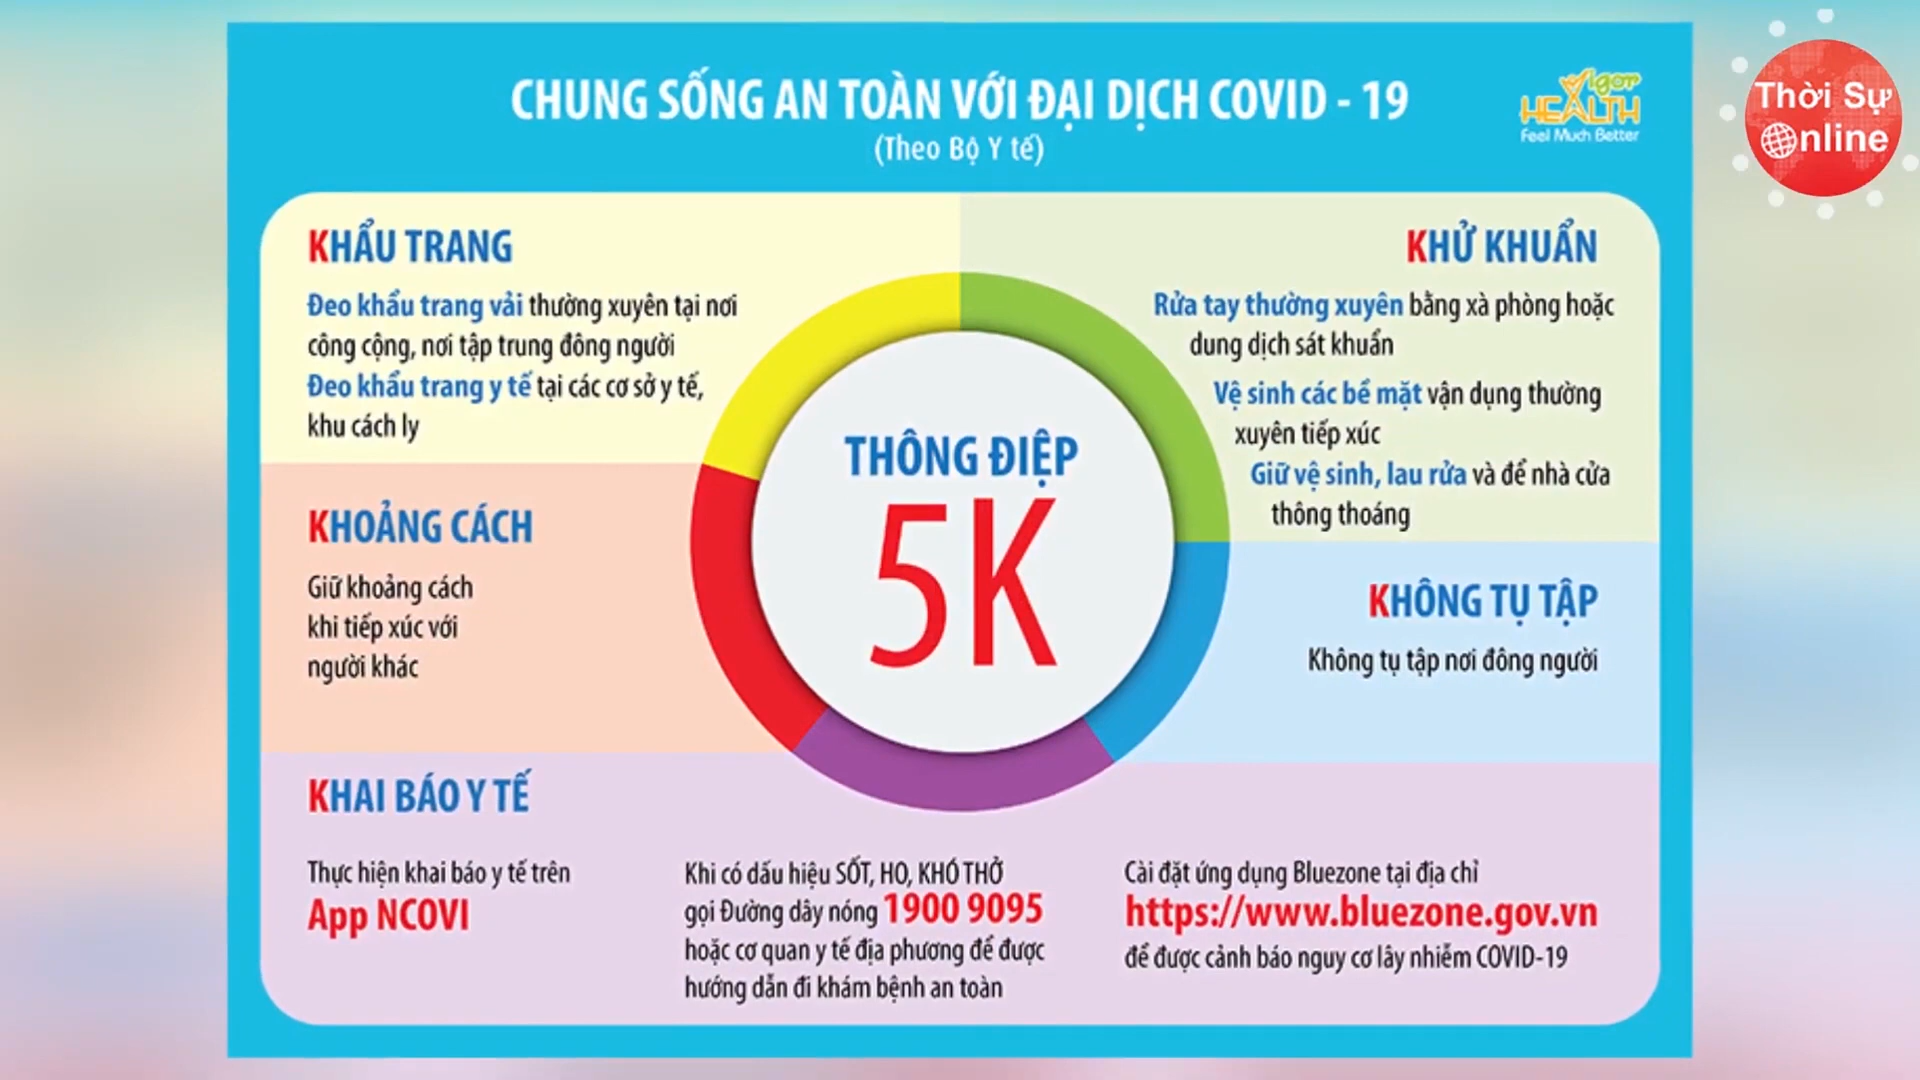 CHUNG SỐNG AN TOÀN VỚI ĐẠI DỊCH COVID - 19
(Theo Bộ Y tế)
Vigor
HEALTH
Feel Much Better
Thời Sự
Online
KHẨU TRANG
Đeo khẩu trang vải thường xuyên tại nơi
công cộng, nơi tập trung đông người
Đeo khẩu trang y tế tại các cơ sở y tế,
khu cách ly
KHỬ KHUẨN
Rửa tay thường xuyên bằng xà phòng hoặc
dung dịch sát khuẩn
Vệ sinh các bề mặt vận dụng thường
xuyên tiếp xúc
Giữ vệ sinh, lau rửa và để nhà cửa
thông thoáng
THÔNG ĐIỆP
5K
KHOẢNG CÁCH
Giữ khoảng cách
khi tiếp xúc với
người khác
KHÔNG TỤ TẬP
Không tụ tập nơi đông người
KHAI BÁO Y TẾ
Thực hiện khai báo y tế trên
App NCOVI
Khi có dấu hiệu SỐT, HO, KHÓ THỞ
gọi Đường dây nóng 1900 9095
hoặc cơ quan y tế địa phương để được
hướng dẫn đi khám bệnh an toàn
Cài đặt ứng dụng Bluezone tại địa chỉ
https://www.bluezone.gov.vn
để được cảnh báo nguy cơ lây nhiễm COVID-19